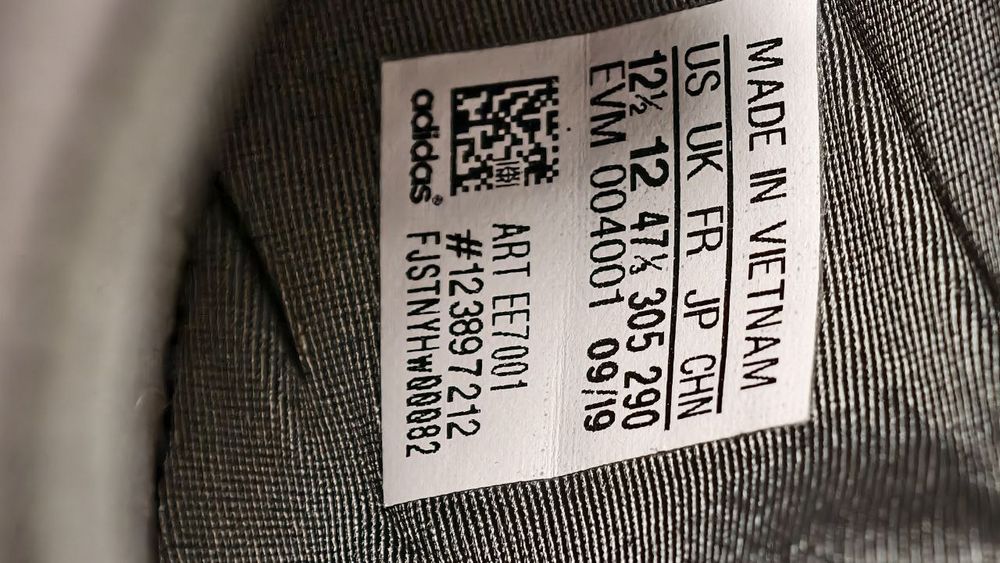 MADE IN VIETNAM
US UK FR JP CHN
12½ 12 47⅓ 305 290
EVM 004001 09/19
ART EE7001
#123897212
FJSTNYHW00082
adidas®